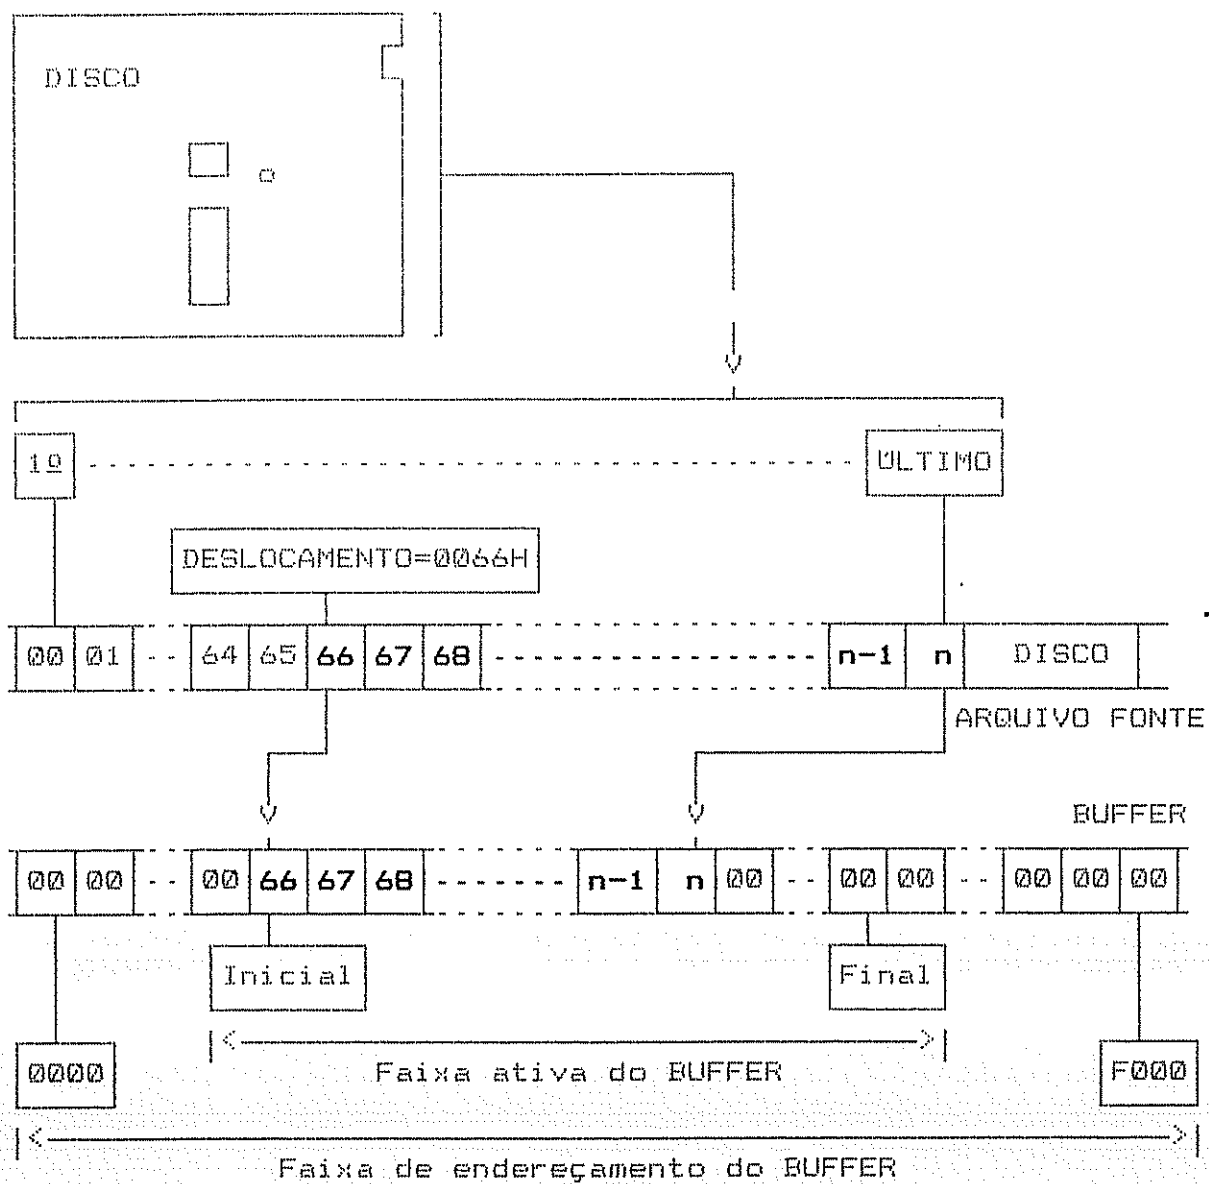 DISCO
1º ÚLTIMO
DESLOCAMENTO=0066H
00 01 -- 64 65 66 67 68 n-1 n DISCO
ARQUIVO FONTE
BUFFER
00 00 -- 00 66 67 68 n-1 n 00 -- 00 00 -- 00 00 00
Inicial Final
0000 Faixa ativa do BUFFER F000
Faixa de endereçamento do BUFFER